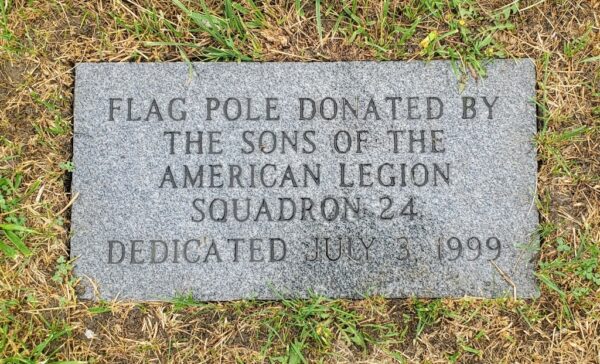 FLAG POLE DONATED BY
THE SONS OF THE
AMERICAN LEGION
SQUADRON 24
DEDICATED JULY 3, 1999